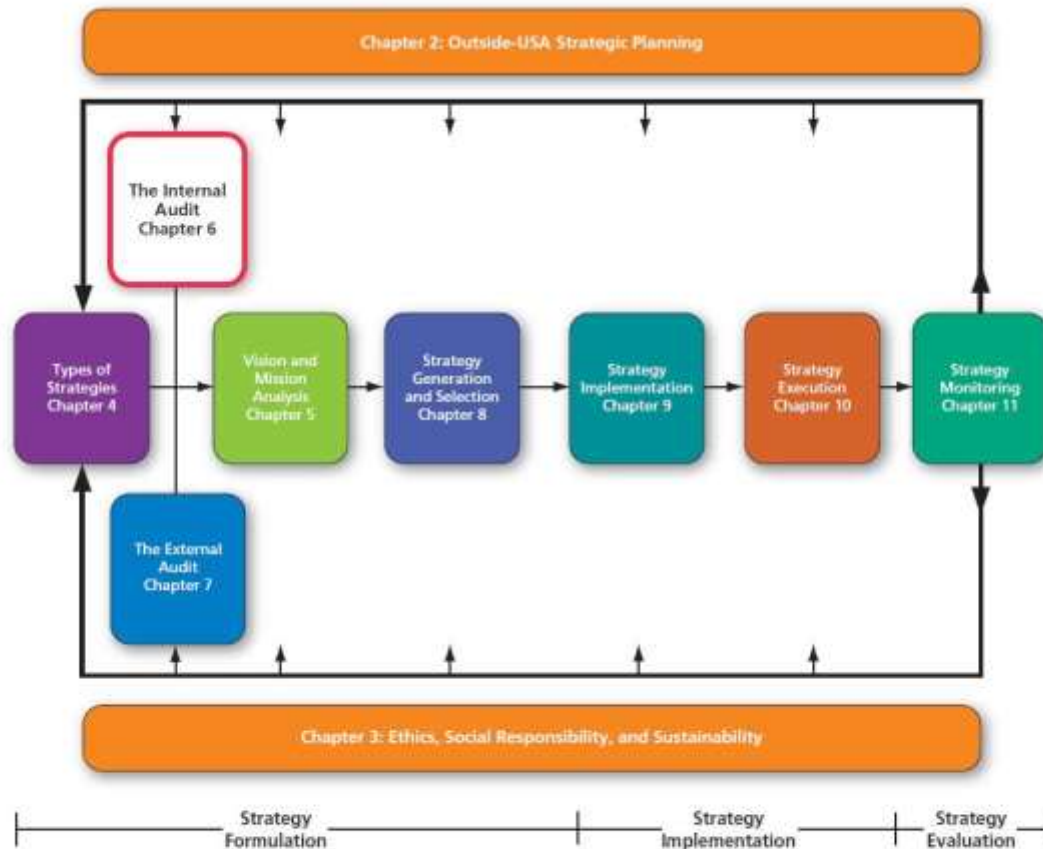 Chapter 2: Outside-USA Strategic Planning
The Internal
Audit
Chapter 6
Types of
Strategies
Chapter 4
Vision and
Mission
Analysis
Chapter 5
Strategy
Generation
and Selection
Chapter 8
Strategy
Implementation
Chapter 9
Strategy
Execution
Chapter 10
Strategy
Monitoring
Chapter 11
The External
Audit
Chapter 7
Chapter 3: Ethics, Social Responsibility, and Sustainability
Strategy
Formulation
Strategy
Implementation
Strategy
Evaluation